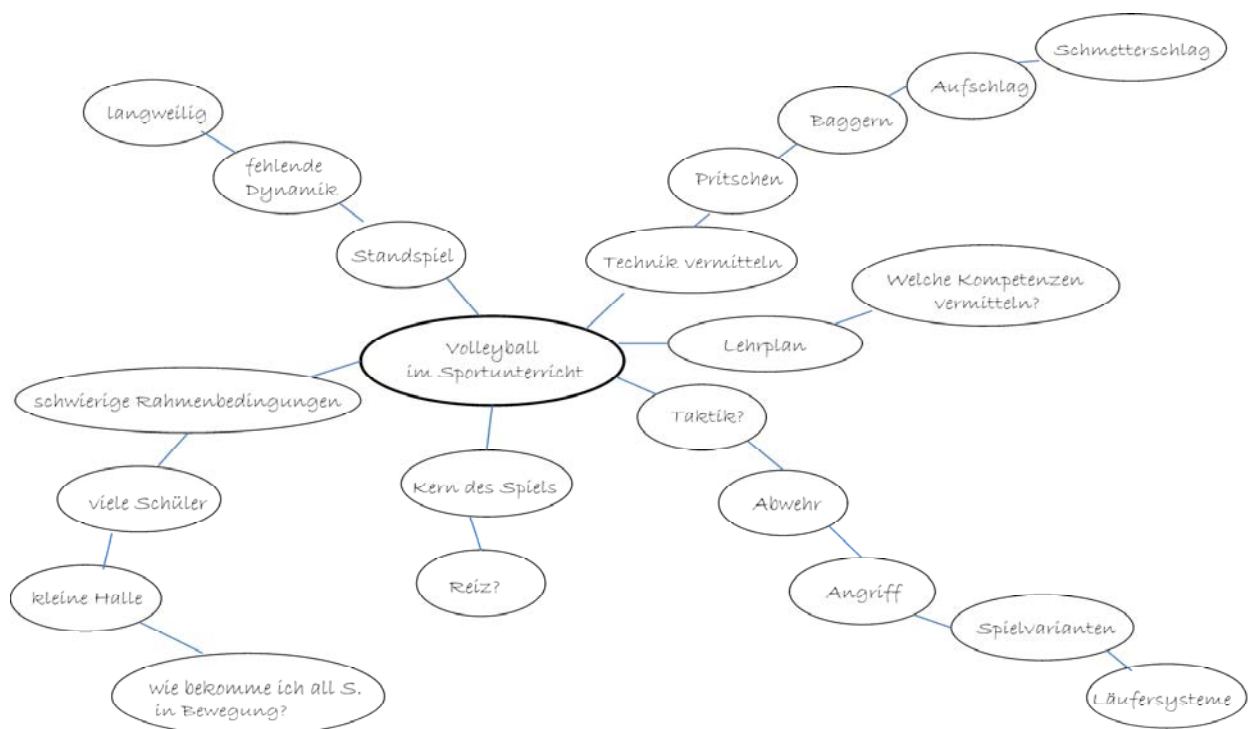 Schmetterschlag
Aufschlag
Baggern
Pritschen
Technik vermitteln
langweilig
fehlende
Dynamik
Standspiel
Welche Kompetenzen
vermitteln?
Lehrplan
Volleyball
im Sportunterricht
schwierige Rahmenbedingungen
viele Schüler
kleine Halle
wie bekomme ich all S.
in Bewegung?
Kern des Spiels
Reiz?
Taktik?
Abwehr
Angriff
Spielvarianten
Läufersysteme